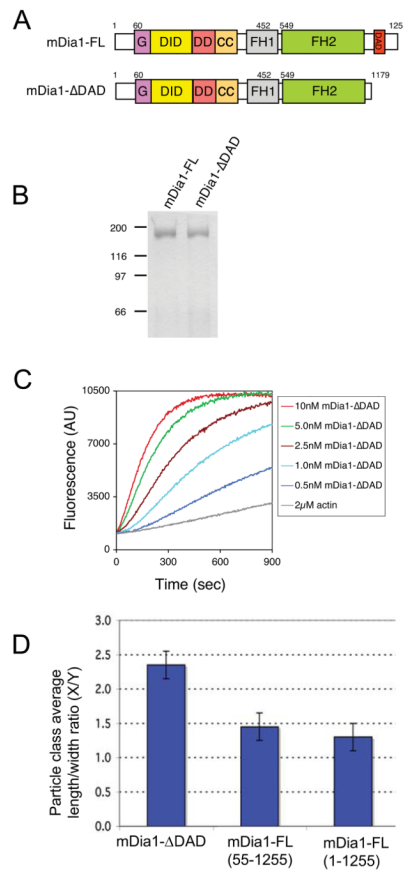 A
1 60 452 549 125
mDia1-FL G DID DD CC FH1 FH2 DAD
1 60 452 549 1179
mDia1-ΔDAD G DID DD CC FH1 FH2
B
mDia1-FL mDia1-ΔDAD
200
116
97
66
C
10500
7000
3500
0
Fluorescence (AU)
0 300 600 900
Time (sec)
10nM mDia1-ΔDAD
5.0nM mDia1-ΔDAD
2.5nM mDia1-ΔDAD
1.0nM mDia1-ΔDAD
0.5nM mDia1-ΔDAD
2µM actin
D
Particle class average
length/width ratio (X/Y)
3.0
2.5
2.0
1.5
1.0
0.5
0.0
mDia1-ΔDAD mDia1-FL mDia1-FL
(55-1255) (1-1255)